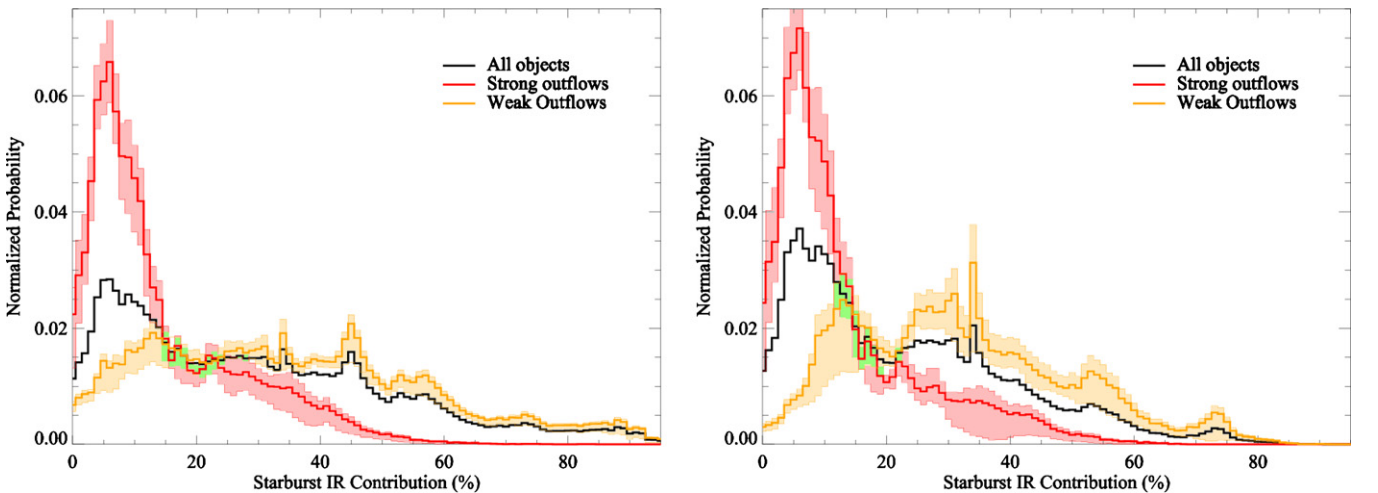 All objects
Strong outflows
Weak Outflows
Normalized Probability
0.06
0.04
0.02
0.00
0
20
40
60
80
Starburst IR Contribution (%)
All objects
Strong outflows
Weak Outflows
Normalized Probability
0.06
0.04
0.02
0.00
0
20
40
60
80
Starburst IR Contribution (%)